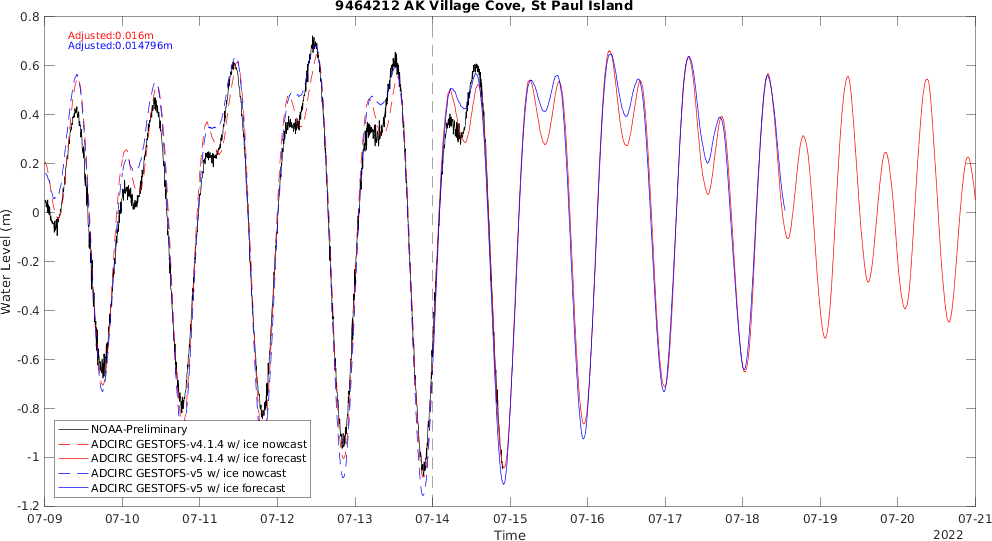 9464212 AK Village Cove, St Paul Island
Adjusted:0.016m
Adjusted:0.014796m
0.8
0.6
0.4
0.2
0
-0.2
-0.4
-0.6
-0.8
-1
-1.2
Water Level (m)
NOAA-Preliminary
ADCIRC GESTOFS-v4.1.4 w/ ice nowcast
ADCIRC GESTOFS-v4.1.4 w/ ice forecast
ADCIRC GESTOFS-v5 w/ ice nowcast
ADCIRC GESTOFS-v5 w/ ice forecast
07-09 07-10 07-11 07-12 07-13 07-14 07-15 07-16 07-17 07-18 07-19 07-20 07-21
Time
2022